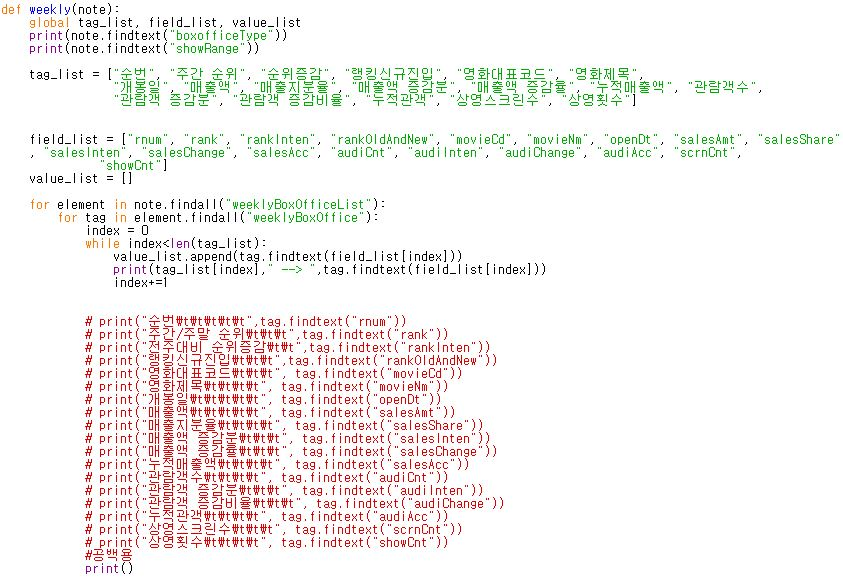 def weekly(note):
    global tag_list, field_list, value_list
    print(note.findtext("boxofficeType"))
    print(note.findtext("showRange"))

    tag_list = ["순번", "주간 순위", "순위증감", "랭킹신규진입", "영화대표코드", "영화제목",
                "개봉일", "매출액", "매출지분율", "매출액 증감분", "매출액 증감률", "누적매출액", "관람객수",
                "관람객 증감분", "관람객 증감비율", "누적관객", "상영스크린수", "상영횟수"]

    field_list = ["rnum", "rank", "rankInten", "rankOldAndNew", "movieCd", "movieNm", "openDt", "salesAmt", "salesShare"
    , "salesInten", "salesChange", "salesAcc", "audiCnt", "audiInten", "audiChange", "audiAcc", "scrnCnt",
              "showCnt"]
    value_list = []

    for element in note.findall("weeklyBoxOfficeList"):
        for tag in element.findall("weeklyBoxOffice"):
            index = 0
            while index<len(tag_list):
                value_list.append(tag.findtext(field_list[index]))
                print(tag_list[index]," --> ",tag.findtext(field_list[index]))
                index+=1

            # print("순번₩t₩t₩t₩t₩t",tag.findtext("rnum"))
            # print("주간/주말 순위₩t₩t₩t",tag.findtext("rank"))
            # print("전주대비 순위증감₩t₩t",tag.findtext("rankInten"))
            # print("랭킹신규진입₩t₩t₩t",tag.findtext("rankOldAndNew"))
            # print("영화대표코드₩t₩t₩t", tag.findtext("movieCd"))
            # print("영화제목₩t₩t₩t₩t", tag.findtext("movieNm"))
            # print("개봉일₩t₩t₩t₩t", tag.findtext("openDt"))
            # print("매출액₩t₩t₩t₩t", tag.findtext("salesAmt"))
            # print("매출지분율₩t₩t₩t₩t", tag.findtext("salesShare"))
            # print("매출액 증감분₩t₩t₩t", tag.findtext("salesInten"))
            # print("매출액 증감률₩t₩t₩t", tag.findtext("salesChange"))
            # print("누적매출액₩t₩t₩t₩t", tag.findtext("salesAcc"))
            # print("관람객수₩t₩t₩t₩t", tag.findtext("audiCnt"))
            # print("관람객 증감분₩t₩t₩t", tag.findtext("audiInten"))
            # print("관람객 증감비율₩t₩t₩t", tag.findtext("audiChange"))
            # print("누적관객₩t₩t₩t₩t", tag.findtext("audiAcc"))
            # print("상영스크린수₩t₩t₩t", tag.findtext("scrnCnt"))
            # print("상영횟수₩t₩t₩t₩t", tag.findtext("showCnt"))
            #공백용
            print()